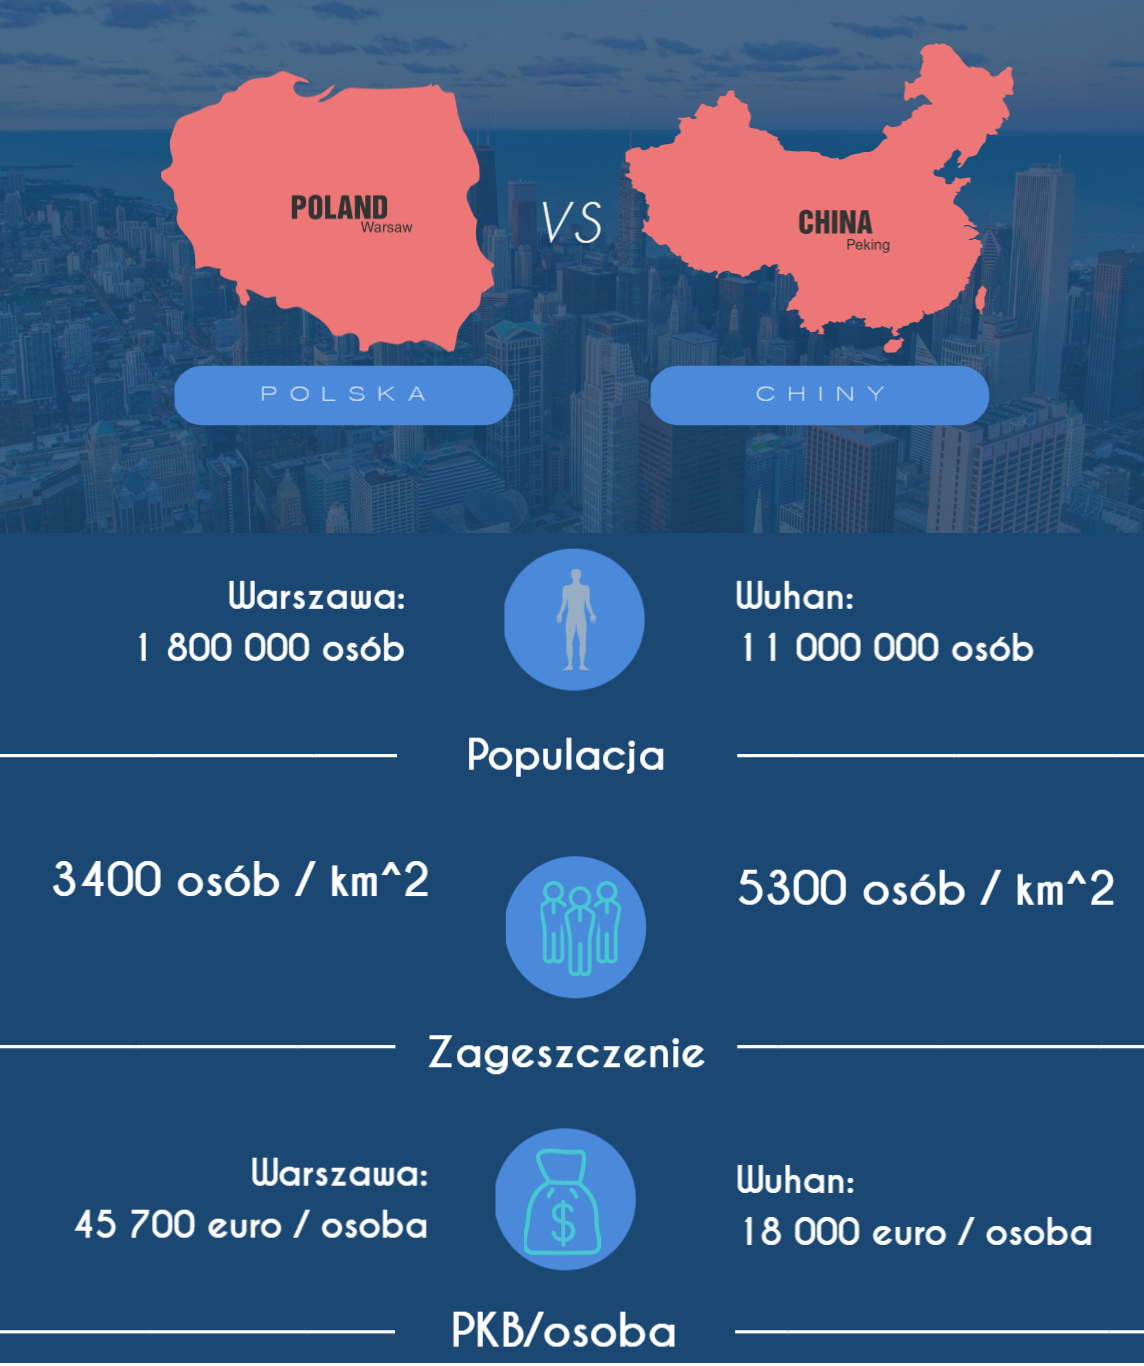 POLAND
Warsaw
VS
CHINA
Peking
POLSKA
CHINY
Warszawa:
1 800 000 osób
Wuhan:
11 000 000 osób
Populacja
3400 osób / km^2
5300 osób / km^2
Zageszczenie
Warszawa:
45 700 euro / osoba
$
Wuhan:
18 000 euro / osoba
PKB/osoba